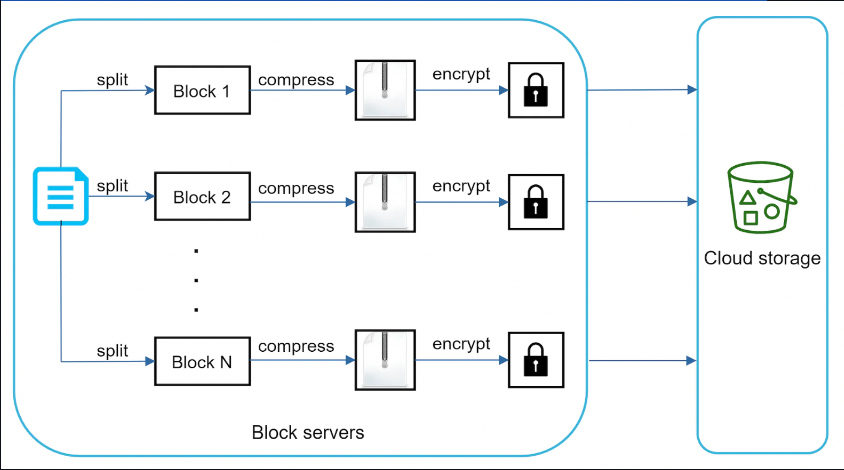 split
Block 1
compress
encrypt
split
Block 2
compress
encrypt
split
Block N
compress
encrypt
Cloud storage
Block servers